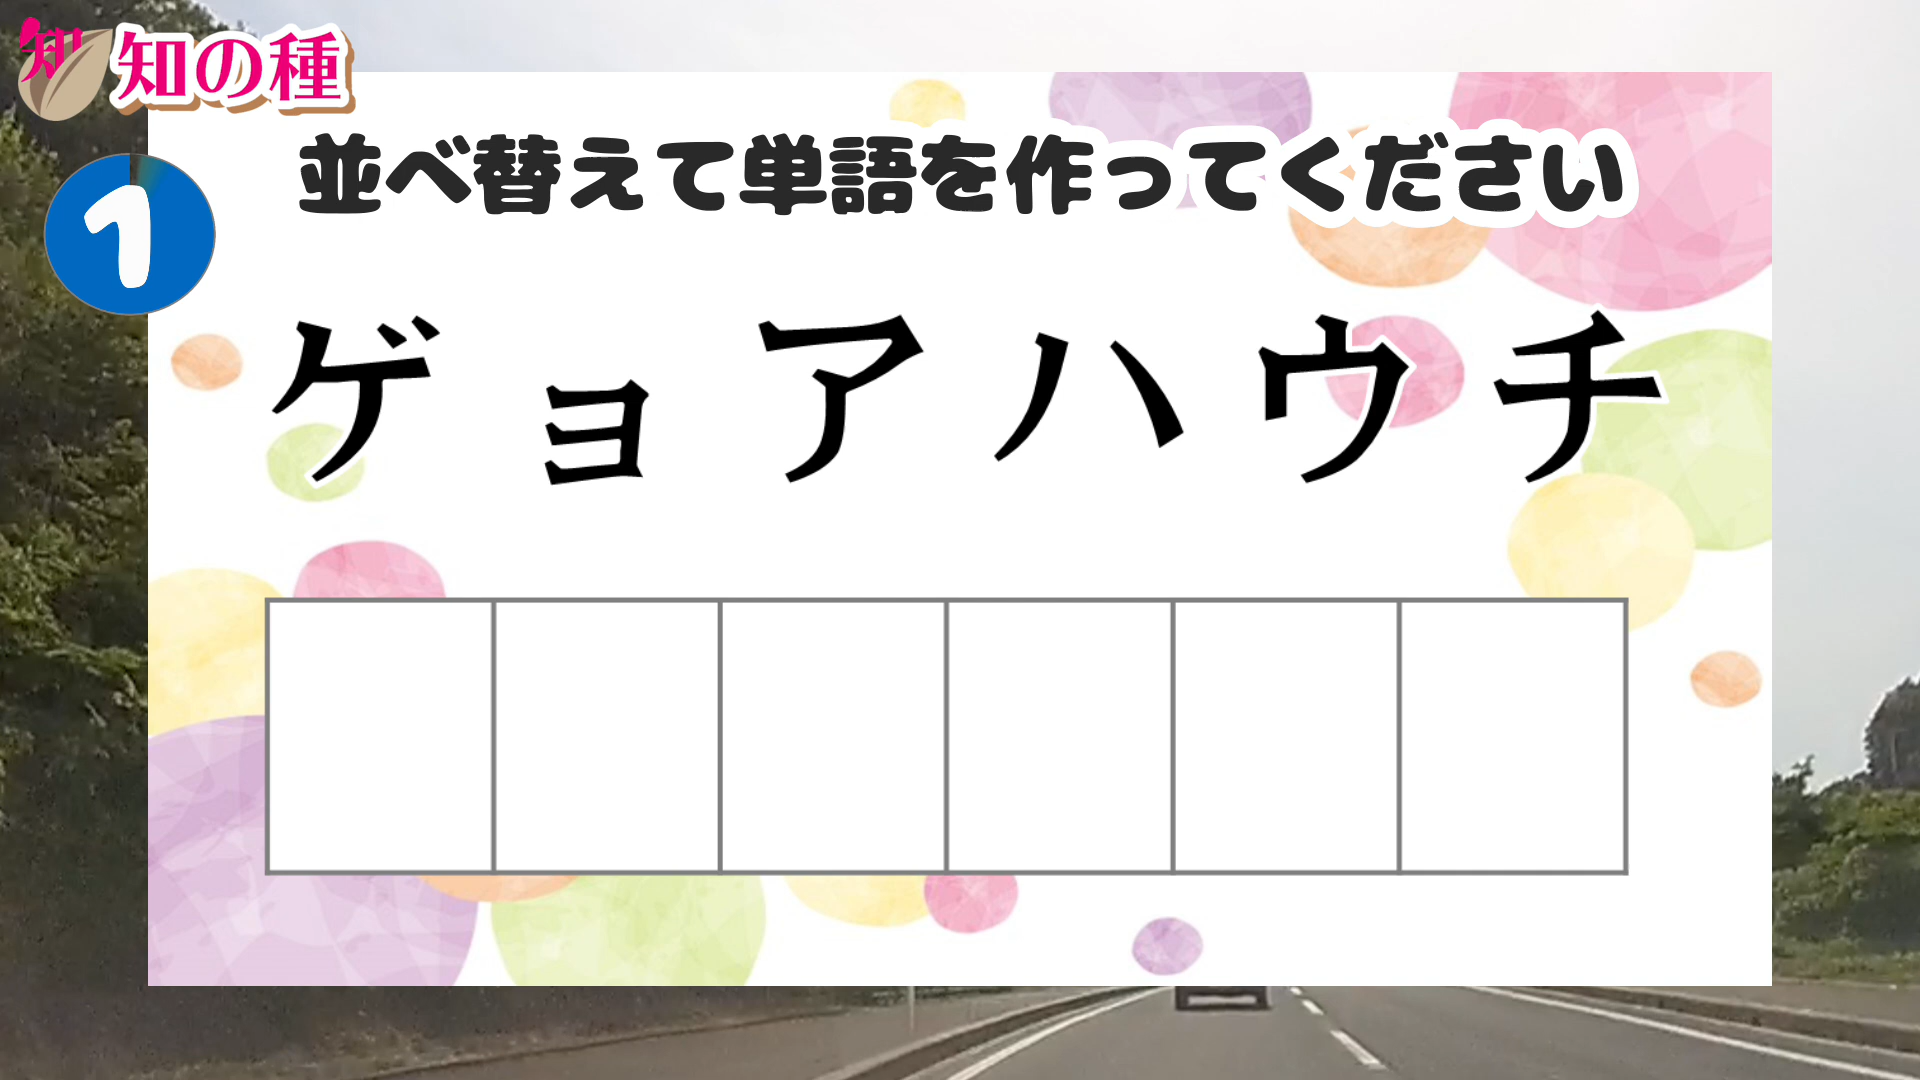 知の種
並べ替えて単語を作ってください
1
ゲョアハウチ